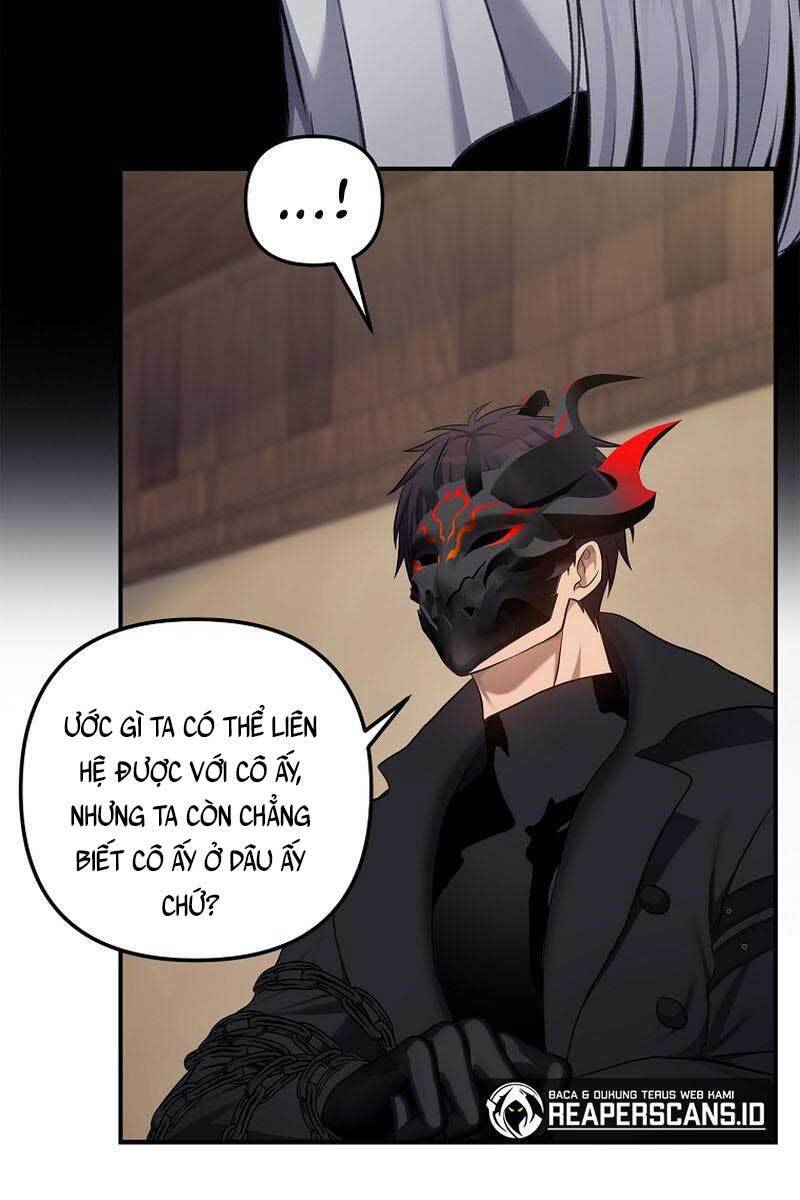 ...!
ƯỚC GÌ TA CÓ THỂ LIÊN
HỆ ĐƯỢC VỚI CÔ ẤY,
NHƯNG TA CÒN CHẲNG
BIẾT CÔ ẤY Ở DÂU ẤY
CHỨ?
BACA & DUKUNG TERUS WEB KAMI
REAPERSCANS.ID